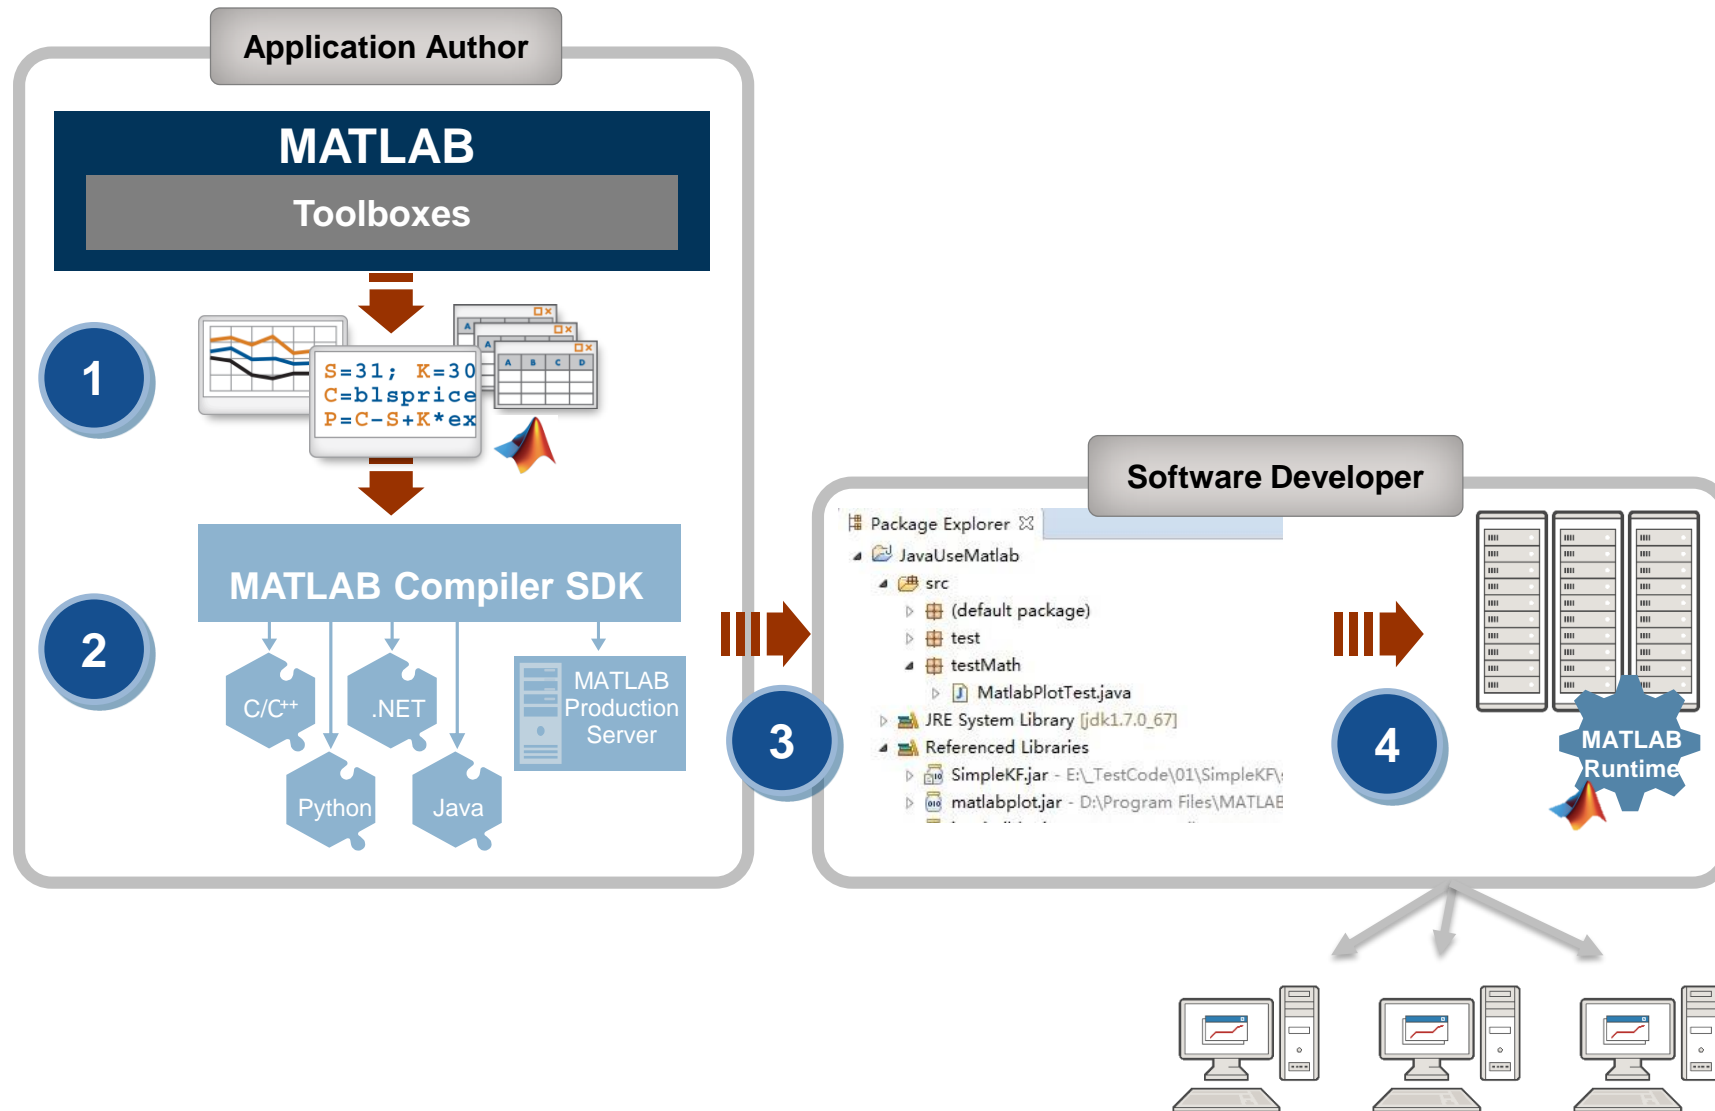 Application Author
MATLAB
Toolboxes
1
S=31; K=30
C=blsprice
P=C-S+K*ex
A
A
A B C D
2
MATLAB Compiler SDK
C/C++
.NET
Python
Java
MATLAB
Production
Server
3
Software Developer
Package Explorer
JavaUseMatlab
src
(default package)
test
testMath
MatlabPlotTest.java
JRE System Library [jdk1.7.0_67]
Referenced Libraries
SimpleKF.jar - E:\_TestCode\01\SimpleKF\
matlabplot.jar - D:\Program Files\MATLAB
4
MATLAB
Runtime